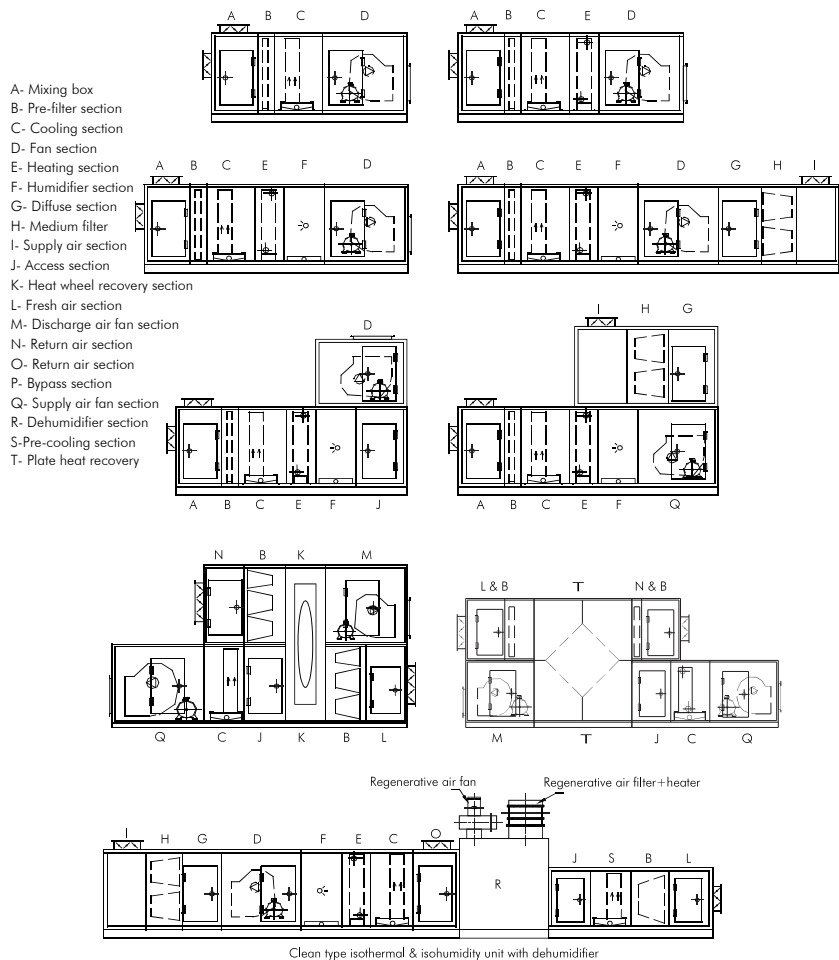 A B C D
A B C E D
A- Mixing box
B- Pre-filter section
C- Cooling section
D- Fan section
E- Heating section
F- Humidifier section
G- Diffuse section
H- Medium filter
I- Supply air section
J- Access section
K- Heat wheel recovery section
L- Fresh air section
M- Discharge air fan section
N- Return air section
O- Return air section
P- Bypass section
Q- Supply air fan section
R- Dehumidifier section
S-Pre-cooling section
T- Plate heat recovery
A B C E F D
A B C E F D G H I
D
A B C E F J
I H G
A B C E F Q
N B K M
Q C J K B L
L & B T N & B
M T J C Q
Regenerative air fan
Regenerative air filter+heater
I H G D F E C O
R
J S B L
Clean type isothermal & isohumidity unit with dehumidifier